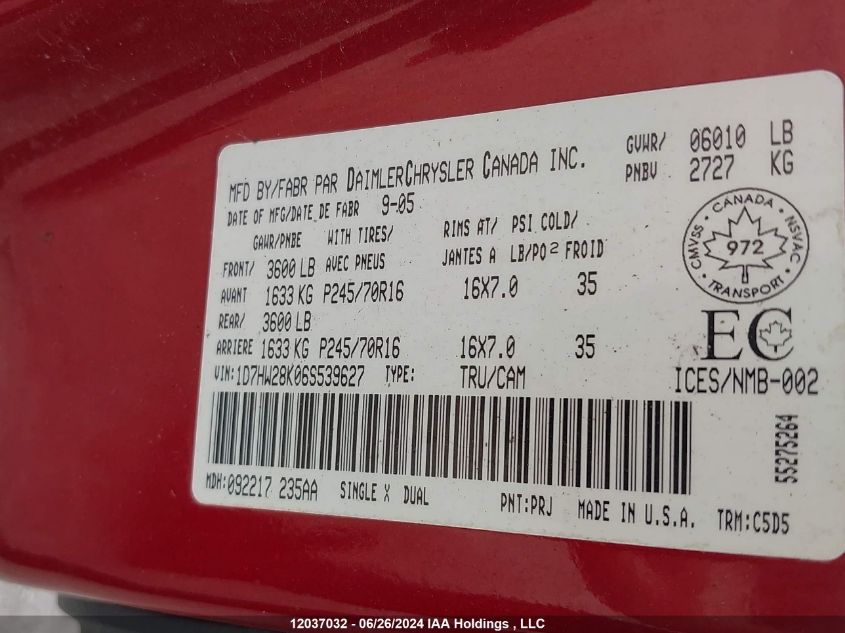 MFD BY/FABR PAR DAIMLERCHRYSLER CANADA INC.
GVWR/ 06010 LB
PNBV 2727 KG
DATE OF MFG/DATE DE FABR 9-05
GAWR/PNBE WITH TIRES/ RIMS AT/ PSI COLD/
FRONT/ 3600 LB AVEC PNEUS JANTES A LB/PO² FROID
AVANT 1633 KG P245/70R16 16X7.0 35
REAR/ 3600 LB
ARRIERE 1633 KG P245/70R16 16X7.0 35
VIN: 1D7HW28K06S539627 TYPE: TRU/CAM
CANADA
CMVSS 972 NSVAC
TRANSPORT
EC
ICES/NMB-002
55275264
MDH: 092217 235AA SINGLE X DUAL PNT: PRJ MADE IN U.S.A. TRM: C5D5
12037032 - 06/26/2024 IAA Holdings , LLC